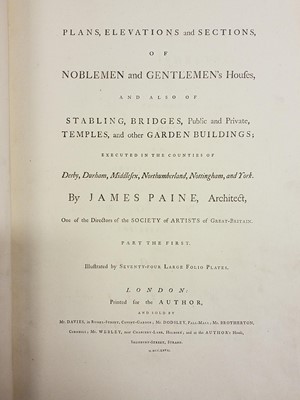 PLANS, ELEVATIONS and SECTIONS,
OF
NOBLEMEN and GENTLEMEN's Houses,
AND ALSO OF
STABLING, BRIDGES, Public and Private,
TEMPLES, and other GARDEN BUILDINGS;
EXECUTED IN THE COUNTIES OF
Derby, Durham, Middlesex, Northumberland, Nottingham, and York.
By JAMES PAINE, Architect,
One of the Directors of the SOCIETY of ARTISTS of GREAT-BRITAIN.
PART THE FIRST.
Illustrated by SEVENTY-FOUR LARGE FOLIO PLATES.
LONDON:
Printed for the AUTHOR,
AND SOLD BY
Mr. DAVIES, in Russel-Street, Covent-Garden; Mr. DODSLEY, Pall-Mall; Mr. BROTHERTON,
Cornhill; Mr. WEBLEY, near Chancery-Lane, Holborn; and at the AUTHOR's House,
Salisbury-Street, Strand.